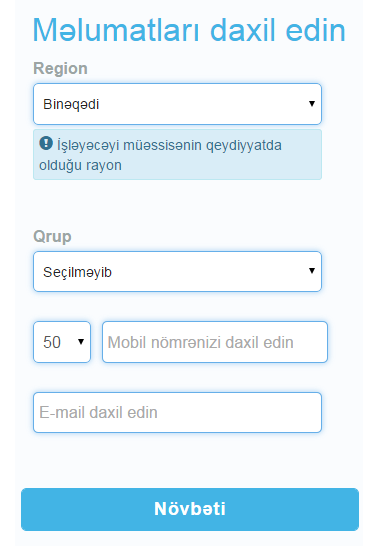 Məlumatları daxil edin
Region
Binəqədi
İşləyəcəyi müəssisənin qeydiyyatda
olduğu rayon
Qrup
Seçilməyib
50 Mobil nömrənizi daxil edin
E-mail daxil edin
Növbəti